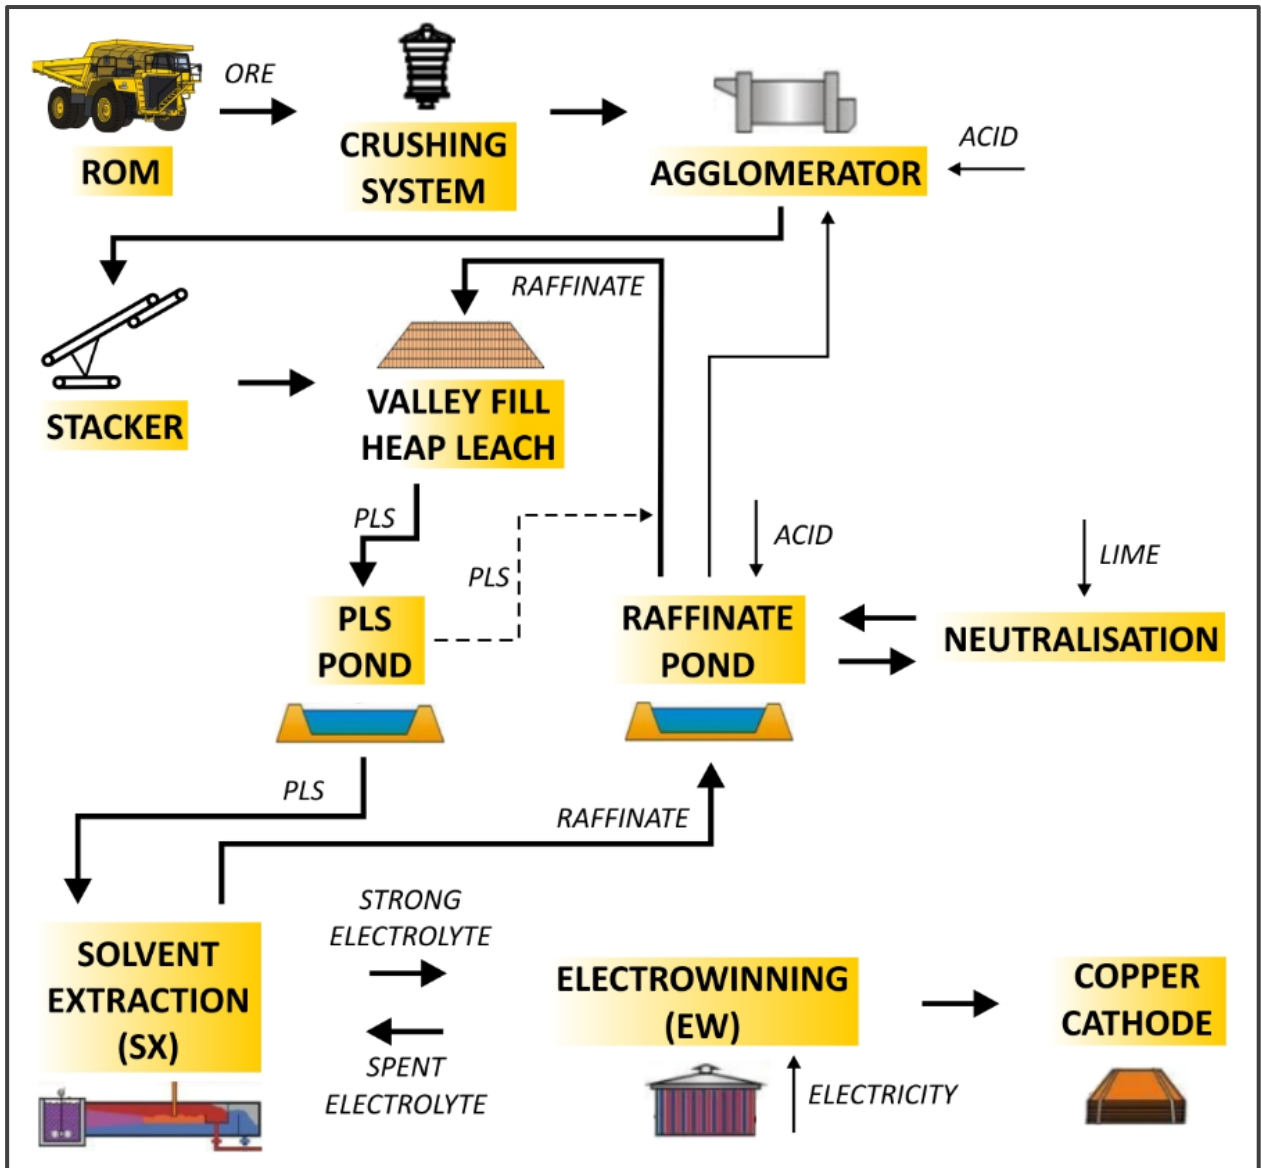 ORE
ROM
CRUSHING
SYSTEM
AGGLOMERATOR
ACID
RAFFINATE
STACKER
VALLEY FILL
HEAP LEACH
PLS
PLS
ACID
LIME
PLS
POND
RAFFINATE
POND
NEUTRALISATION
PLS
RAFFINATE
STRONG
ELECTROLYTE
SOLVENT
EXTRACTION
(SX)
SPENT
ELECTROLYTE
ELECTROWINNING
(EW)
ELECTRICITY
COPPER
CATHODE